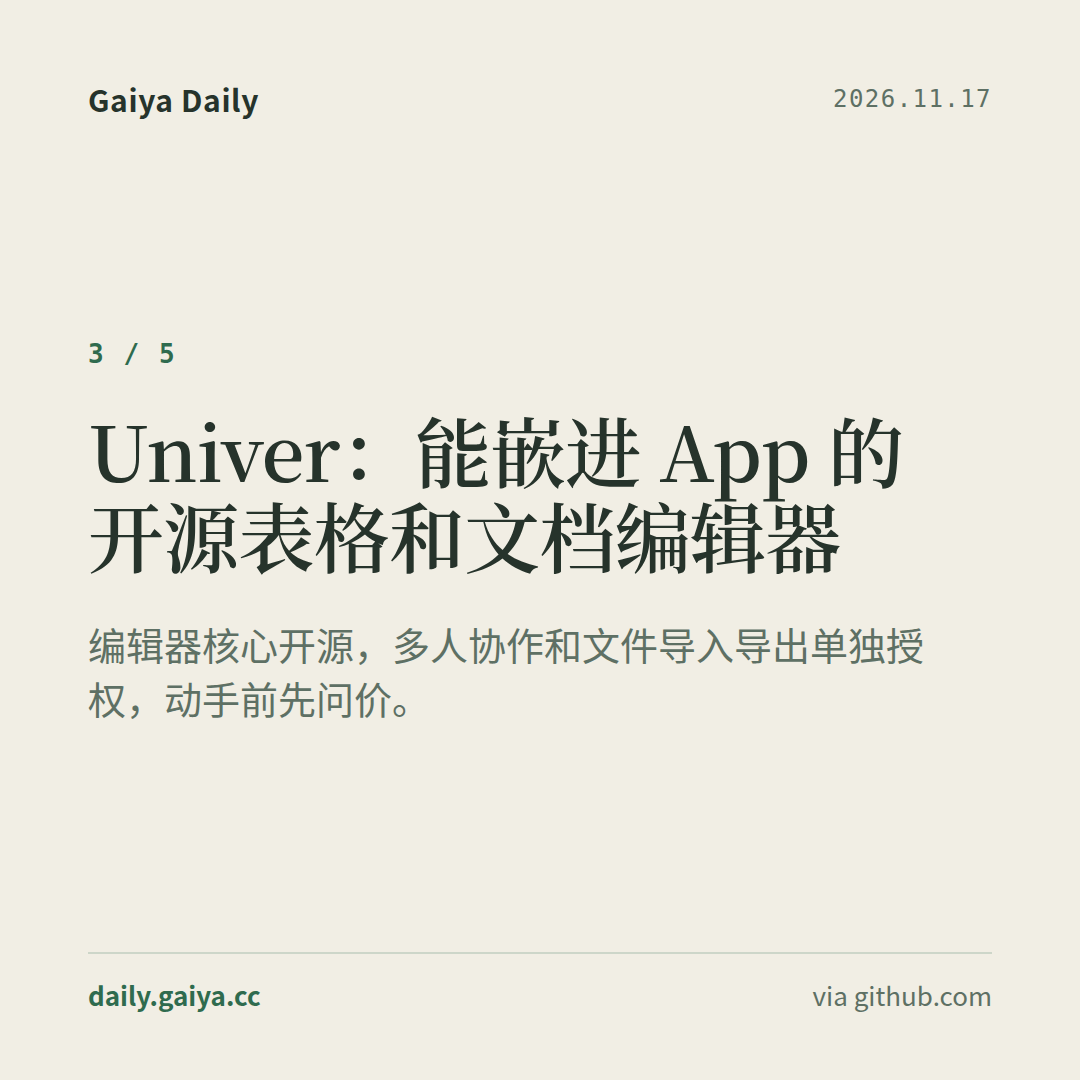 Gaiya Daily
2026.11.17
3 / 5
Univer：能嵌进 App 的
开源表格和文档编辑器
编辑器核心开源，多人协作和文件导入导出单独授
权，动手前先问价。
daily.gaiya.cc
via github.com